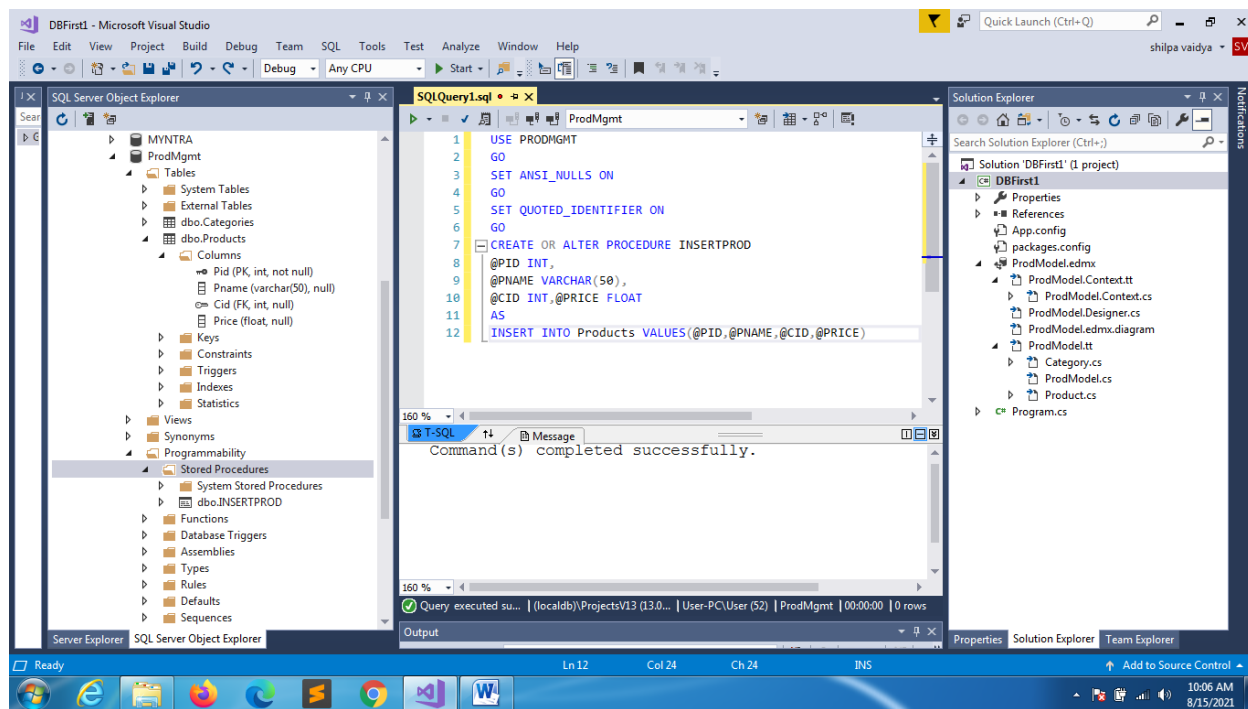 DBFirst1 - Microsoft Visual Studio
Quick Launch (Ctrl+Q)
File Edit View Project Build Debug Team SQL Tools Test Analyze Window Help
shilpa vaidya
SV
Debug Any CPU Start
SQL Server Object Explorer
MYNTRA
ProdMgmt
Tables
System Tables
External Tables
dbo.Categories
dbo.Products
Columns
Pid (PK, int, not null)
Pname (varchar(50), null)
Cid (FK, int, null)
Price (float, null)
Keys
Constraints
Triggers
Indexes
Statistics
Views
Synonyms
Programmability
Stored Procedures
System Stored Procedures
dbo.INSERTPROD
Functions
Database Triggers
Assemblies
Types
Rules
Defaults
Sequences
Server Explorer SQL Server Object Explorer
SQLQuery1.sql
ProdMgmt
1 USE PRODMGMT
2 GO
3 SET ANSI_NULLS ON
4 GO
5 SET QUOTED_IDENTIFIER ON
6 GO
7 CREATE OR ALTER PROCEDURE INSERTPROD
8 @PID INT,
9 @PNAME VARCHAR(50),
10 @CID INT,@PRICE FLOAT
11 AS
12 INSERT INTO Products VALUES(@PID,@PNAME,@CID,@PRICE)
160 %
T-SQL Message
Command(s) completed successfully.
160 %
Query executed su... | (localdb)\ProjectsV13 (13.0... | User-PC\User (52) | ProdMgmt | 00:00:00 | 0 rows
Output
Solution Explorer
Search Solution Explorer (Ctrl+;)
Solution 'DBFirst1' (1 project)
C# DBFirst1
Properties
References
App.config
packages.config
ProdModel.edmx
ProdModel.Context.tt
ProdModel.Context.cs
ProdModel.Designer.cs
ProdModel.edmx.diagram
ProdModel.tt
Category.cs
ProdModel.cs
Product.cs
C# Program.cs
Properties Solution Explorer Team Explorer
Notifications
Ready Ln 12 Col 24 Ch 24 INS Add to Source Control
10:06 AM
8/15/2021